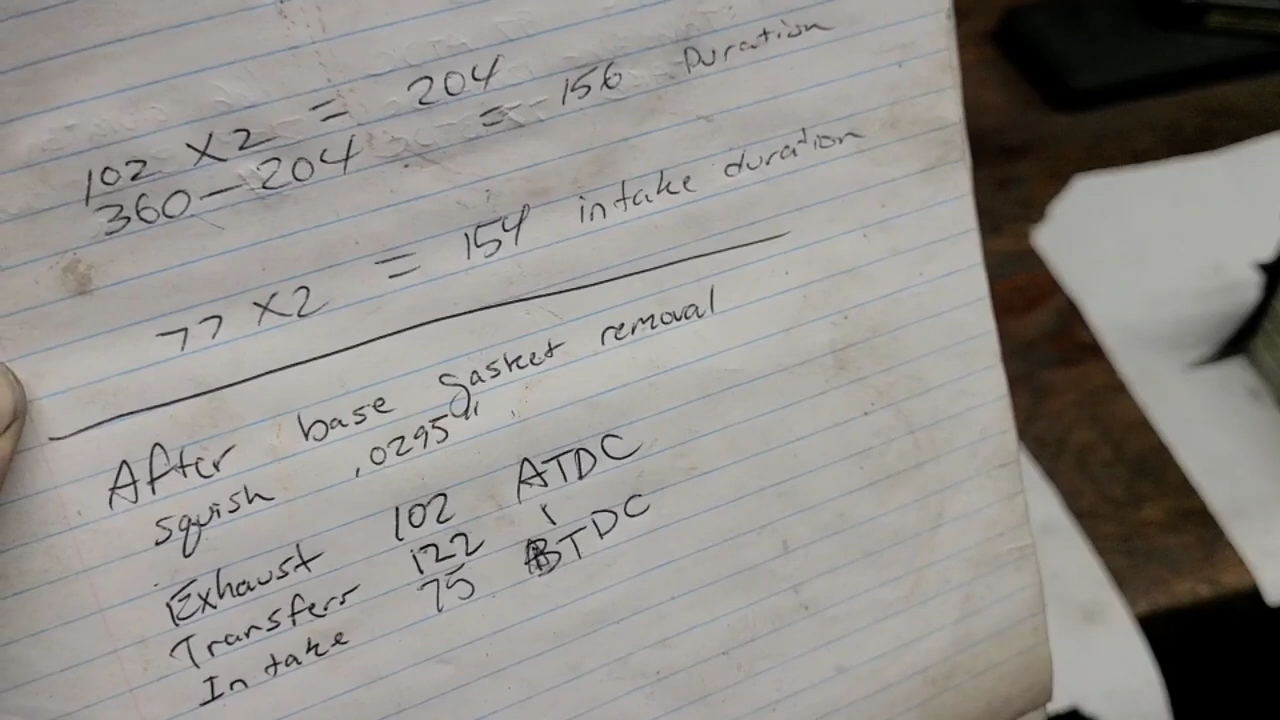 102 X2 = 204
360-204 = 156 Duration
77 X2 = 154 intake duration
After base gasket removal
squish .0295"
Exhaust 102 ATDC
Transfers 122 "
Intake 75 BTDC